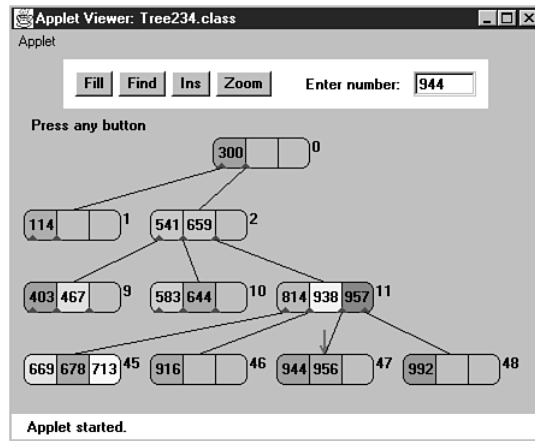 Applet Viewer: Tree234.class
Applet
Fill Find Ins Zoom Enter number: 944
Press any button
300 0
114 1 541 659 2
403 467 9 583 644 10 814 938 957 11
669 678 713 45 916 46 944 956 47 992 48
Applet started.